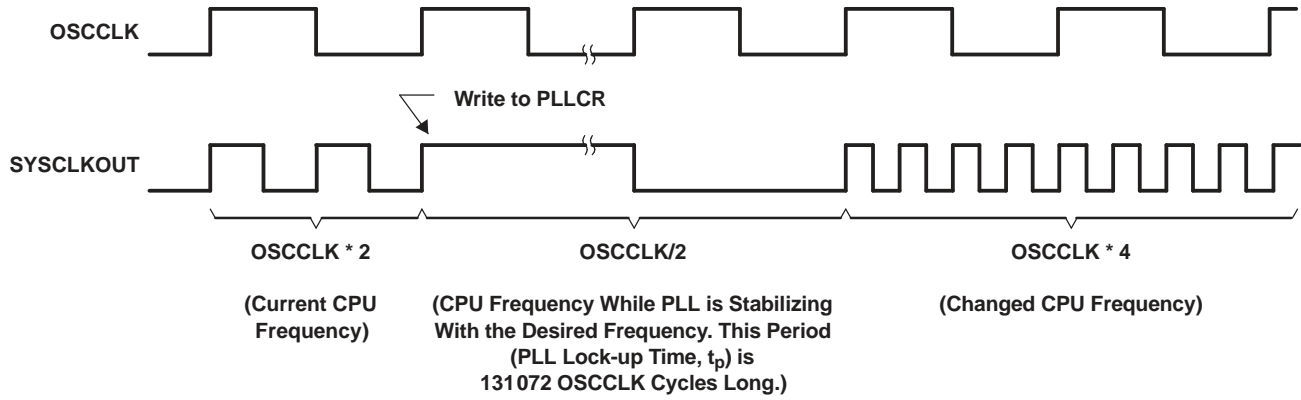 OSCCLK
Write to PLLCR
SYSCLKOUT
OSCCLK * 2
(Current CPU
Frequency)
OSCCLK/2
(CPU Frequency While PLL is Stabilizing
With the Desired Frequency. This Period
(PLL Lock-up Time, tp) is
131072 OSCCLK Cycles Long.)
OSCCLK * 4
(Changed CPU Frequency)